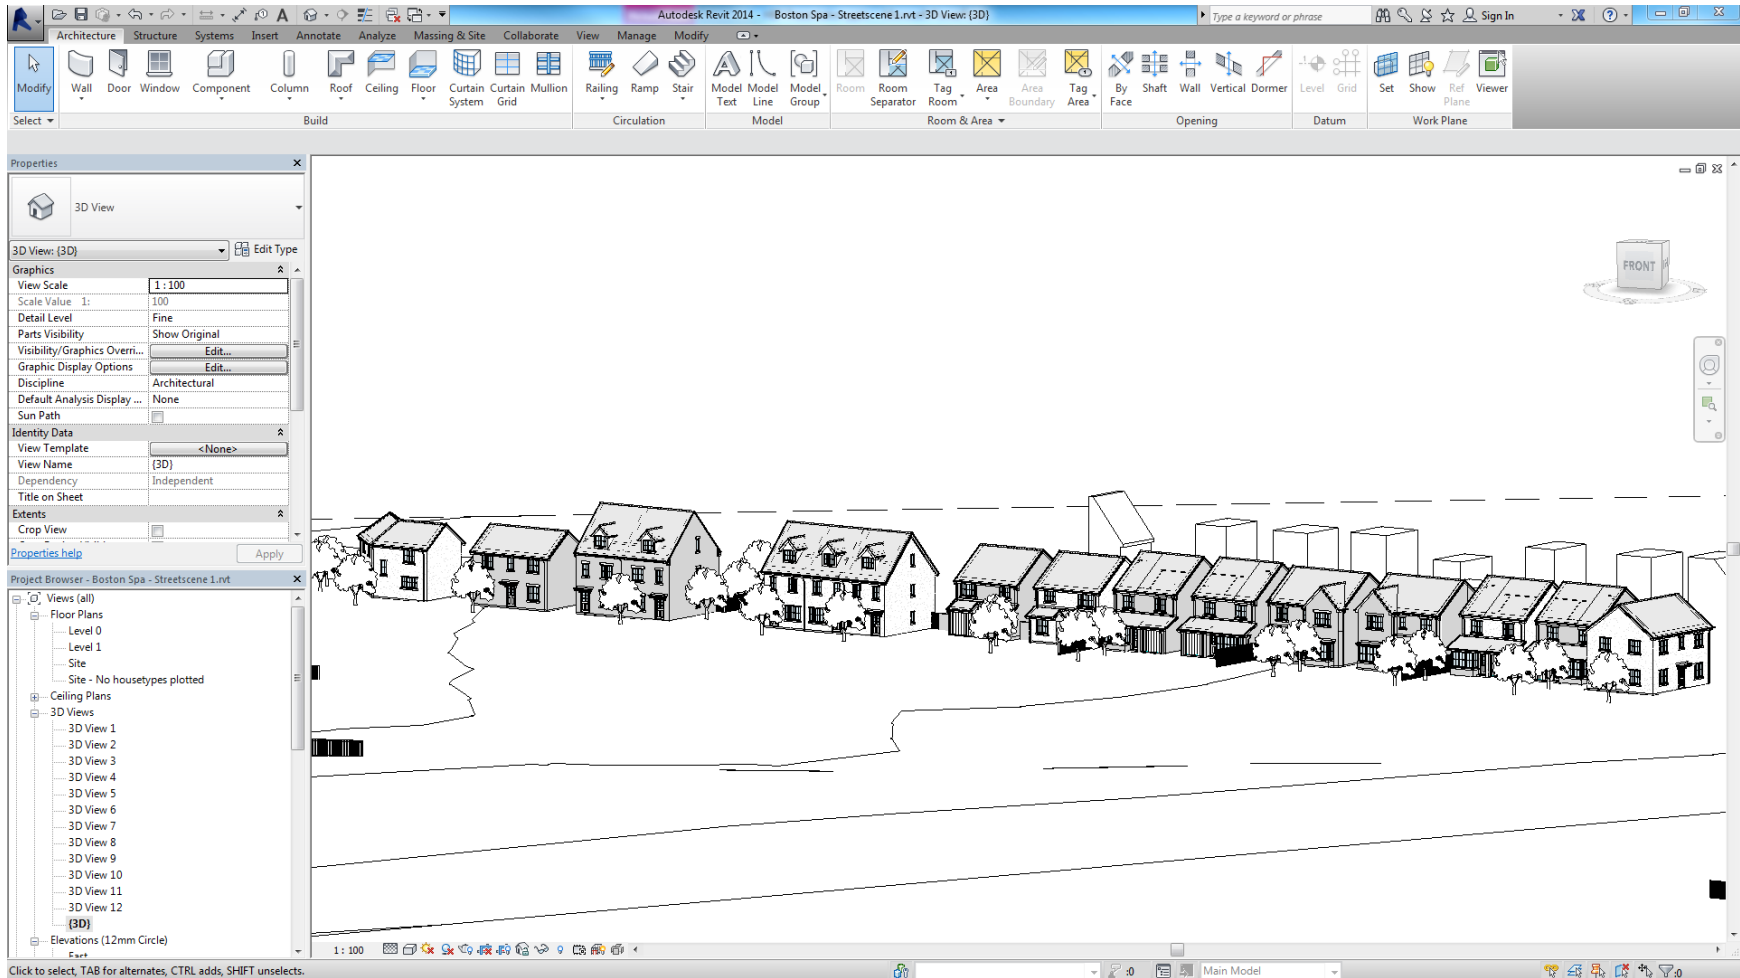 Autodesk Revit 2014 - Boston Spa - Streetscene 1.rvt - 3D View: {3D}
Type a keyword or phrase
Sign In
Architecture Structure Systems Insert Annotate Analyze Massing & Site Collaborate View Manage Modify
Modify Wall Door Window Component Column Roof Ceiling Floor Curtain System Curtain Grid Mullion Railing Ramp Stair Model Text Model Line Model Group Room Room Separator Tag Room Area Area Boundary Tag Area By Face Shaft Wall Vertical Dormer Level Grid Set Show Ref Plane Viewer
Select Build Circulation Model Room & Area Opening Datum Work Plane
Properties
3D View
3D View: {3D} Edit Type
Graphics
View Scale 1 : 100
Scale Value 1: 100
Detail Level Fine
Parts Visibility Show Original
Visibility/Graphics Overri... Edit...
Graphic Display Options Edit...
Discipline Architectural
Default Analysis Display ... None
Sun Path
Identity Data
View Template <None>
View Name {3D}
Dependency Independent
Title on Sheet
Extents
Crop View
Properties help Apply
Project Browser - Boston Spa - Streetscene 1.rvt
Views (all)
Floor Plans
Level 0
Level 1
Site
Site - No housetypes plotted
Ceiling Plans
3D Views
3D View 1
3D View 2
3D View 3
3D View 4
3D View 5
3D View 6
3D View 7
3D View 8
3D View 9
3D View 10
3D View 11
3D View 12
{3D}
Elevations (12mm Circle)
East
FRONT
1 : 100
Click to select, TAB for alternates, CTRL adds, SHIFT unselects.
:0
Main Model
:0